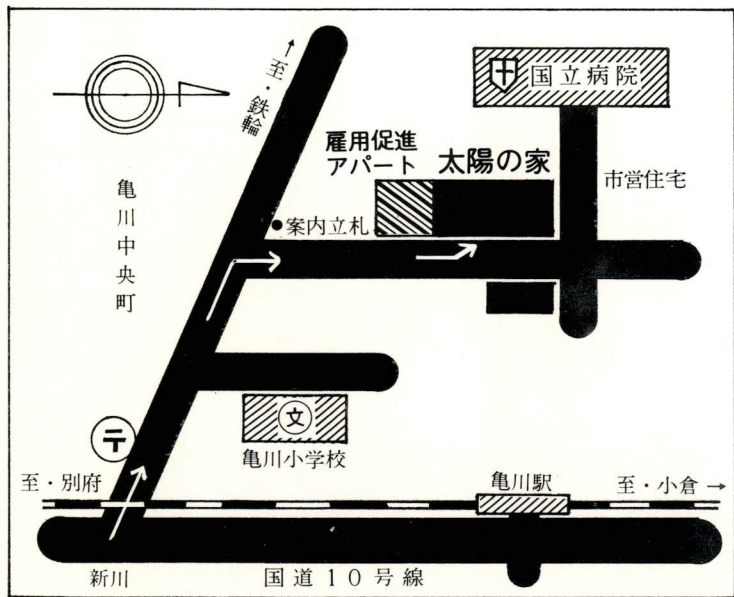 ←至・鉄輪
国立病院
雇用促進
アパート
太陽の家
市営住宅
亀川中央町
●案内立札
〒
文
亀川小学校
至・別府
亀川駅
至・小倉→
新川
国道10号線